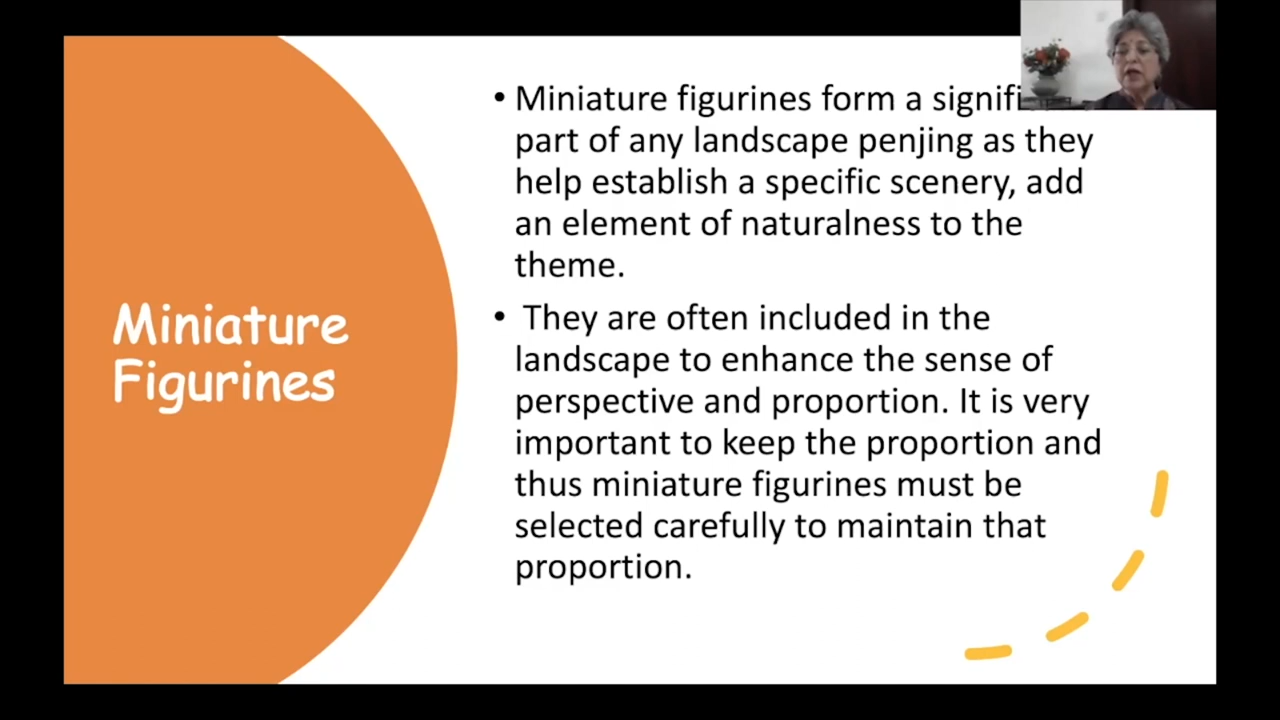 Miniature
Figurines
• Miniature figurines form a
part of any landscape penjing as they
help establish a specific scenery, add
an element of naturalness to the
theme.
• They are often included in the
landscape to enhance the sense of
perspective and proportion. It is very
important to keep the proportion and
thus miniature figurines must be
selected carefully to maintain that
proportion.